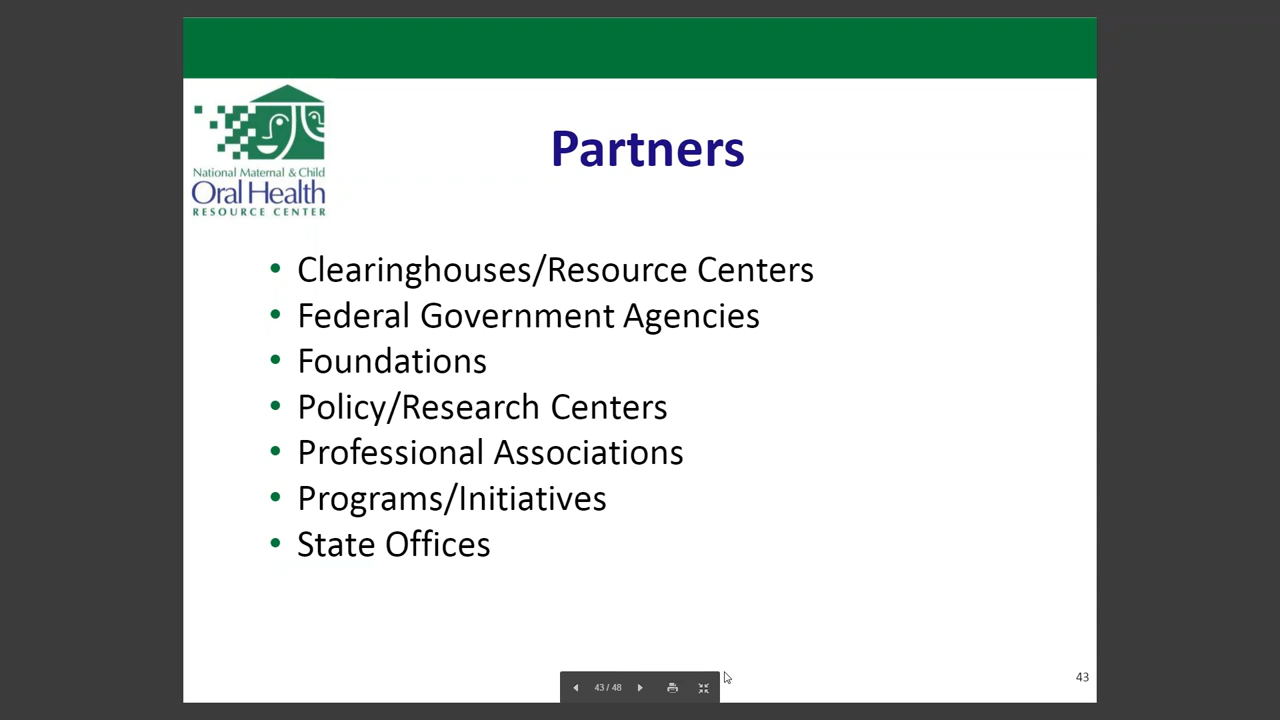 National Maternal & Child
Oral Health
RESOURCE CENTER
Partners
• Clearinghouses/Resource Centers
• Federal Government Agencies
• Foundations
• Policy/Research Centers
• Professional Associations
• Programs/Initiatives
• State Offices
43
43 / 48